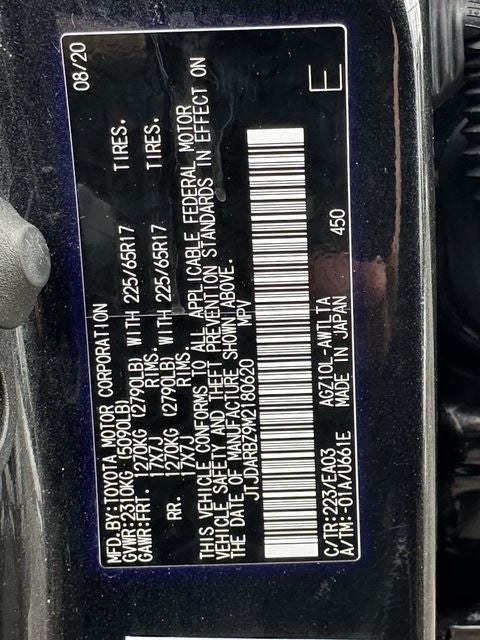 MFD.BY:TOYOTA MOTOR CORPORATION 08/20
GVWR:2310KG (5090LB)
GAWR:FRT. 1270KG (2790LB) WITH 225/65R17 TIRES.
17X7J RIMS.
RR. 1270KG (2790LB) WITH 225/65R17 TIRES.
17X7J RIMS.
THIS VEHICLE CONFORMS TO ALL APPLICABLE FEDERAL MOTOR
VEHICLE SAFETY AND THEFT PREVENTION STANDARDS IN EFFECT ON
THE DATE OF MANUFACTURE SHOWN ABOVE.
JTJDARBZ9M2180620 MPV
E
C/TR:223/EA03 AGZ10L-AWTLTA 450
A/TM:-01A/U661E MADE IN JAPAN